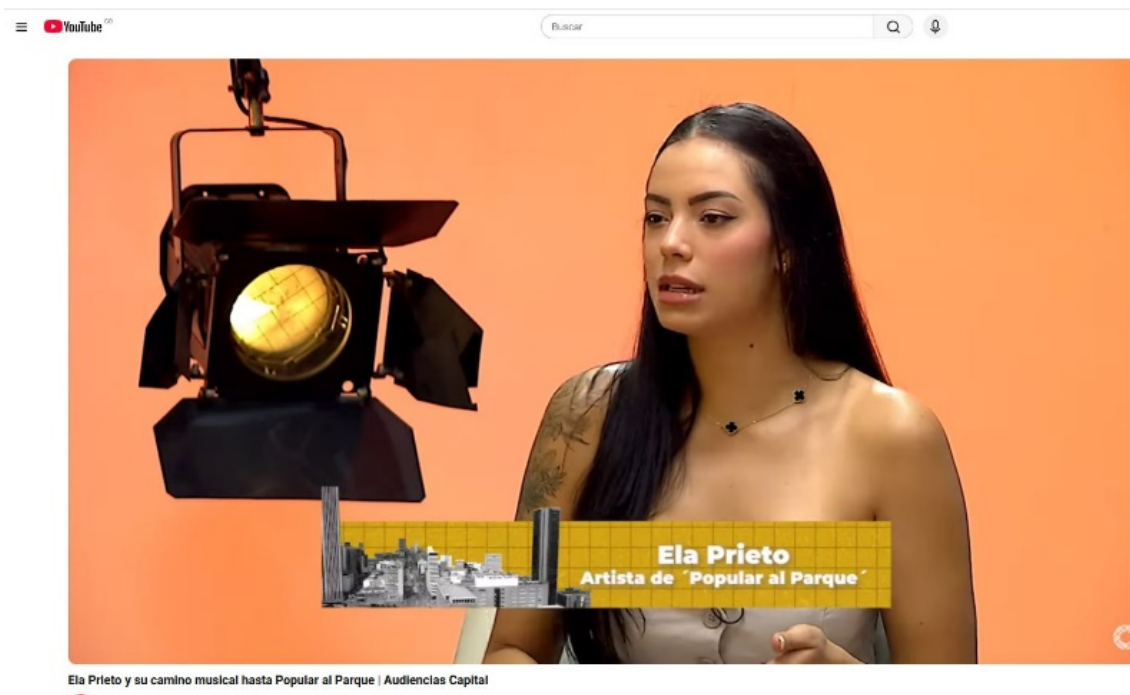 YouTube CO
Buscar
Ela Prieto
Artista de ´Popular al Parque´
Ela Prieto y su camino musical hasta Popular al Parque | Audiencias Capital